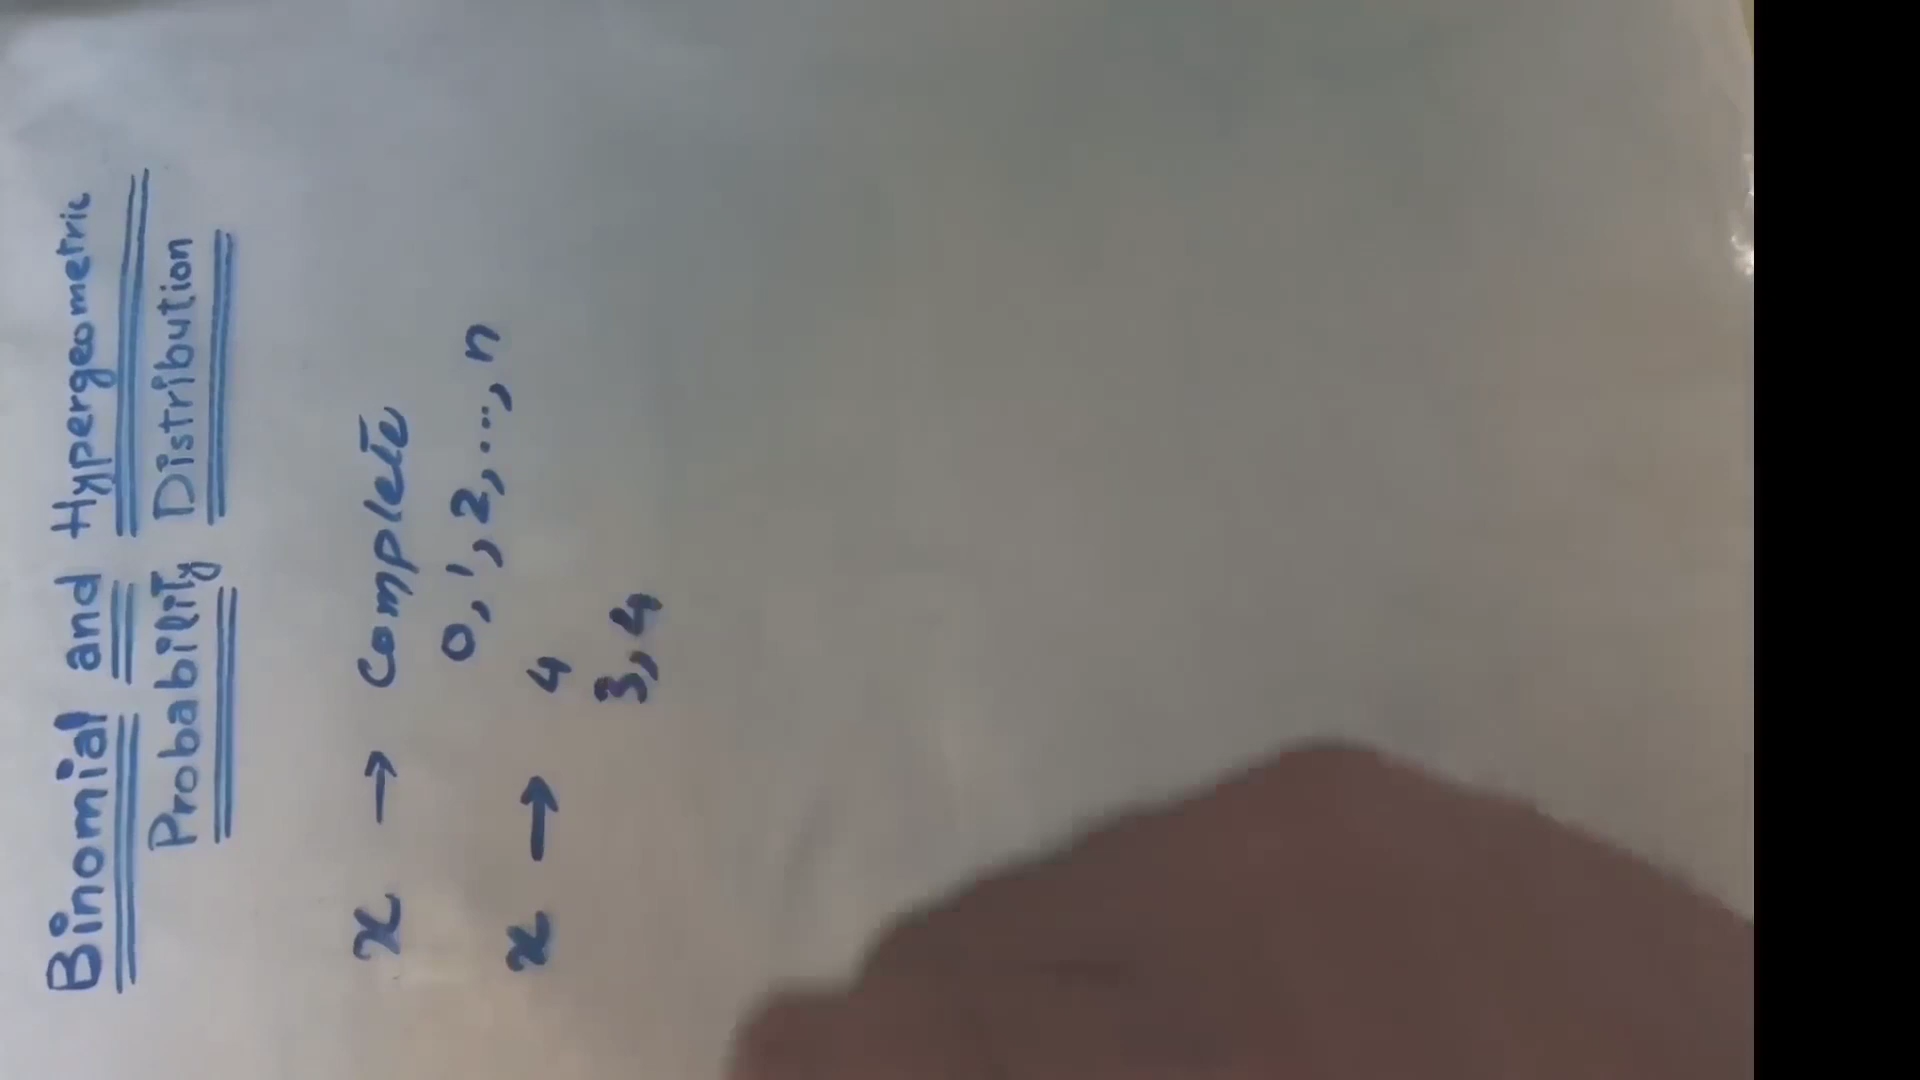 Binomial and Hypergeometric
Probability Distribution
x → complete
0, 1, 2, ..., n
x → 4
3, 4